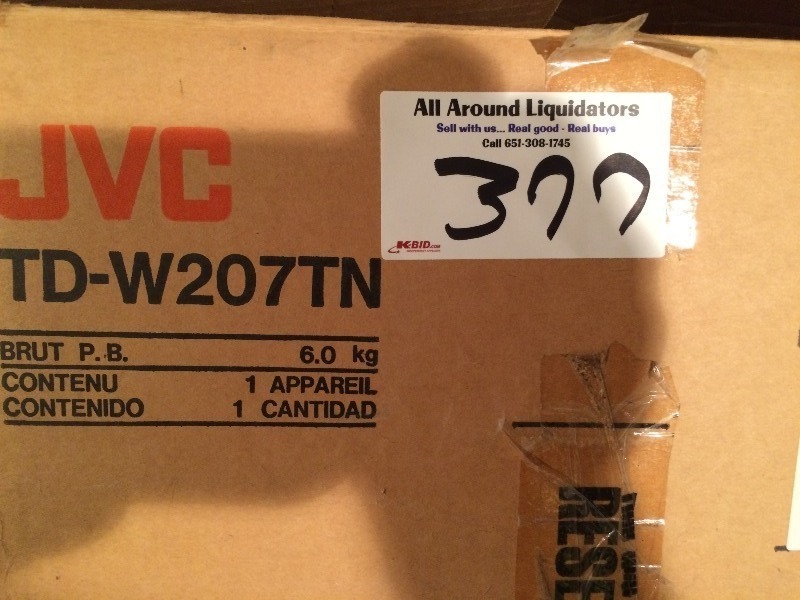 JVC
TD-W207TN
BRUT P.B. 6.0 kg
CONTENU 1 APPAREIL
CONTENIDO 1 CANTIDAD
All Around Liquidators
Sell with us... Real good - Real buys
Call 651-308-1745
377
K-BID.COM
RESE